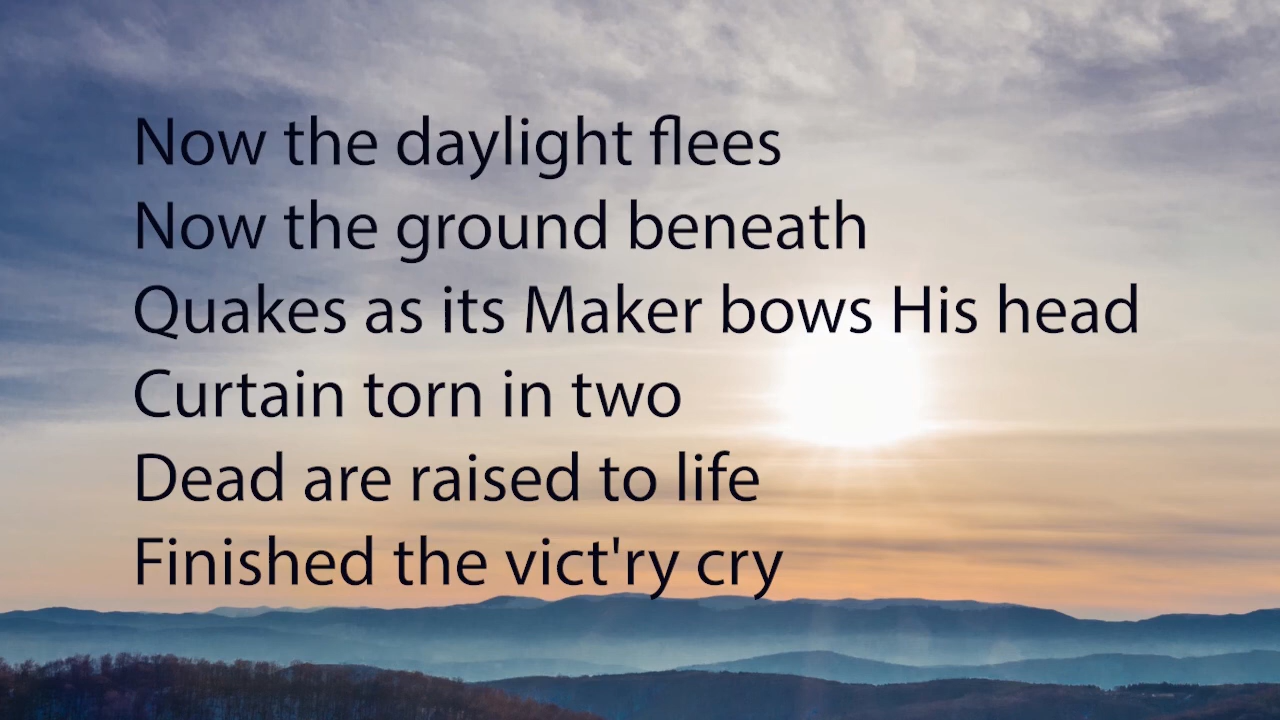 Now the daylight flees
Now the ground beneath
Quakes as its Maker bows His head
Curtain torn in two
Dead are raised to life
Finished the vict'ry cry